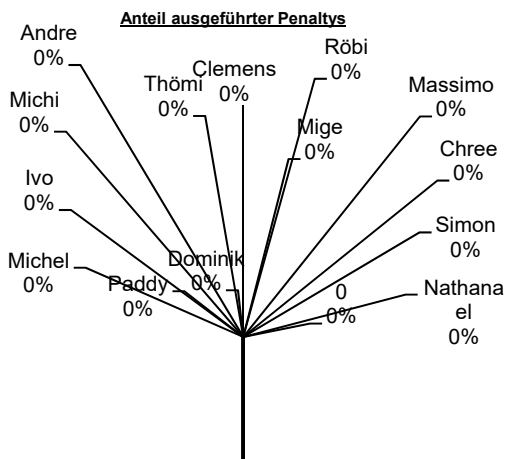 Anteil ausgeführter Penaltys
Andre
0%
Röbi
0%
Clemens
0%
Thömi
0%
Massimo
0%
Michi
0%
Mige
0%
Chree
0%
Ivo
0%
Simon
0%
Michel
0%
Dominik
0%
Paddy
0%
0
0%
Nathana
el
0%